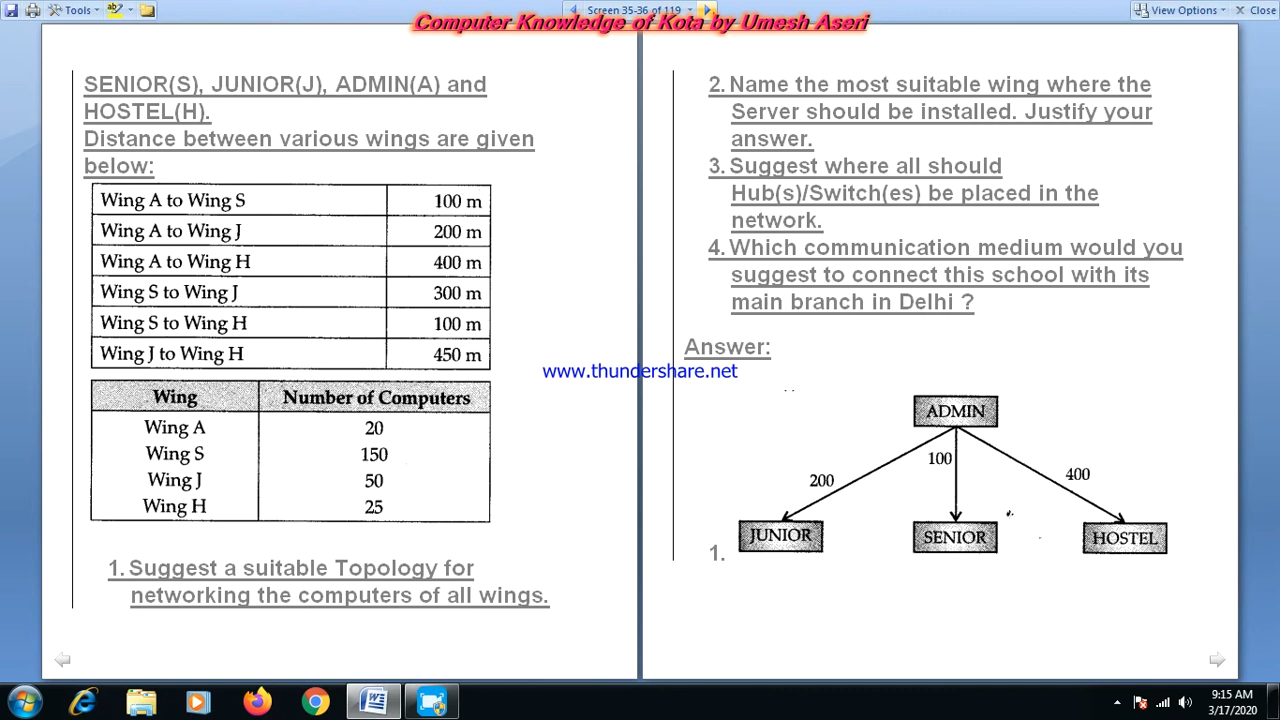 Tools
Screen 35-36 of 119
View Options
Close
Computer Knowledge of Kota by Umesh Aseri
SENIOR(S), JUNIOR(J), ADMIN(A) and
HOSTEL(H).
Distance between various wings are given
below:
Wing A to Wing S 100 m
Wing A to Wing J 200 m
Wing A to Wing H 400 m
Wing S to Wing J 300 m
Wing S to Wing H 100 m
Wing J to Wing H 450 m
Wing Number of Computers
Wing A 20
Wing S 150
Wing J 50
Wing H 25
1. Suggest a suitable Topology for
networking the computers of all wings.
2. Name the most suitable wing where the
Server should be installed. Justify your
answer.
3. Suggest where all should
Hub(s)/Switch(es) be placed in the
network.
4. Which communication medium would you
suggest to connect this school with its
main branch in Delhi ?
Answer:
www.thundershare.net
ADMIN
200 100 400
JUNIOR SENIOR HOSTEL
1.
9:15 AM
3/17/2020